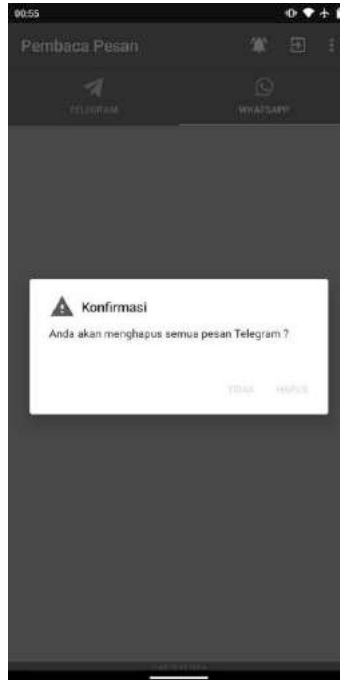 00:55
Pembaca Pesan
TELEGRAM
WHATSAPP
Konfirmasi
Anda akan menghapus semua pesan Telegram ?
TIDAK
HAPUS